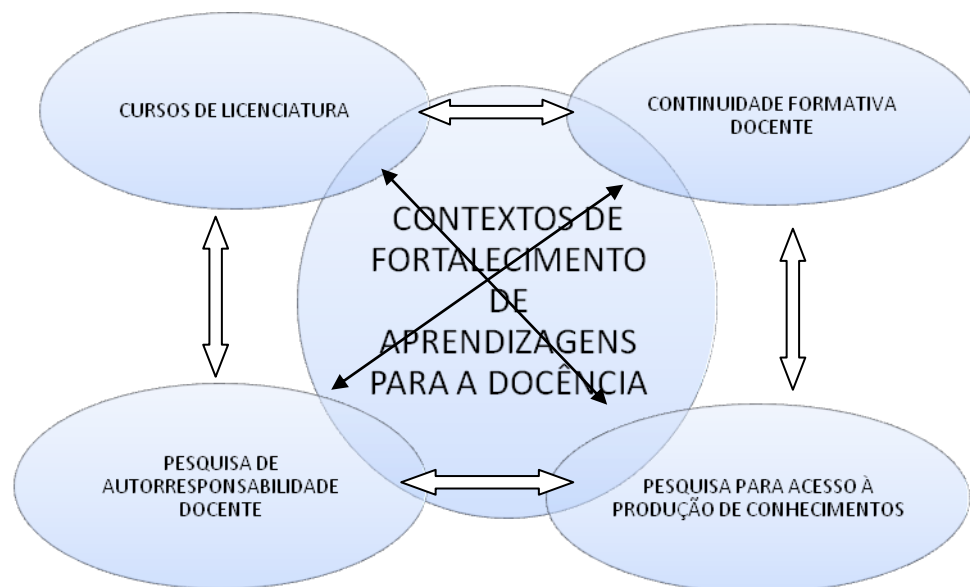 CURSOS DE LICENCIATURA
CONTINUIDADE FORMATIVA
DOCENTE
CONTEXTOS DE
FORTALECIMENTO
DE
APRENDIZAGENS
PARA A DOCÊNCIA
PESQUISA DE
AUTORRESPONSABILIDADE
DOCENTE
PESQUISA PARA ACESSO À
PRODUÇÃO DE CONHECIMENTOS